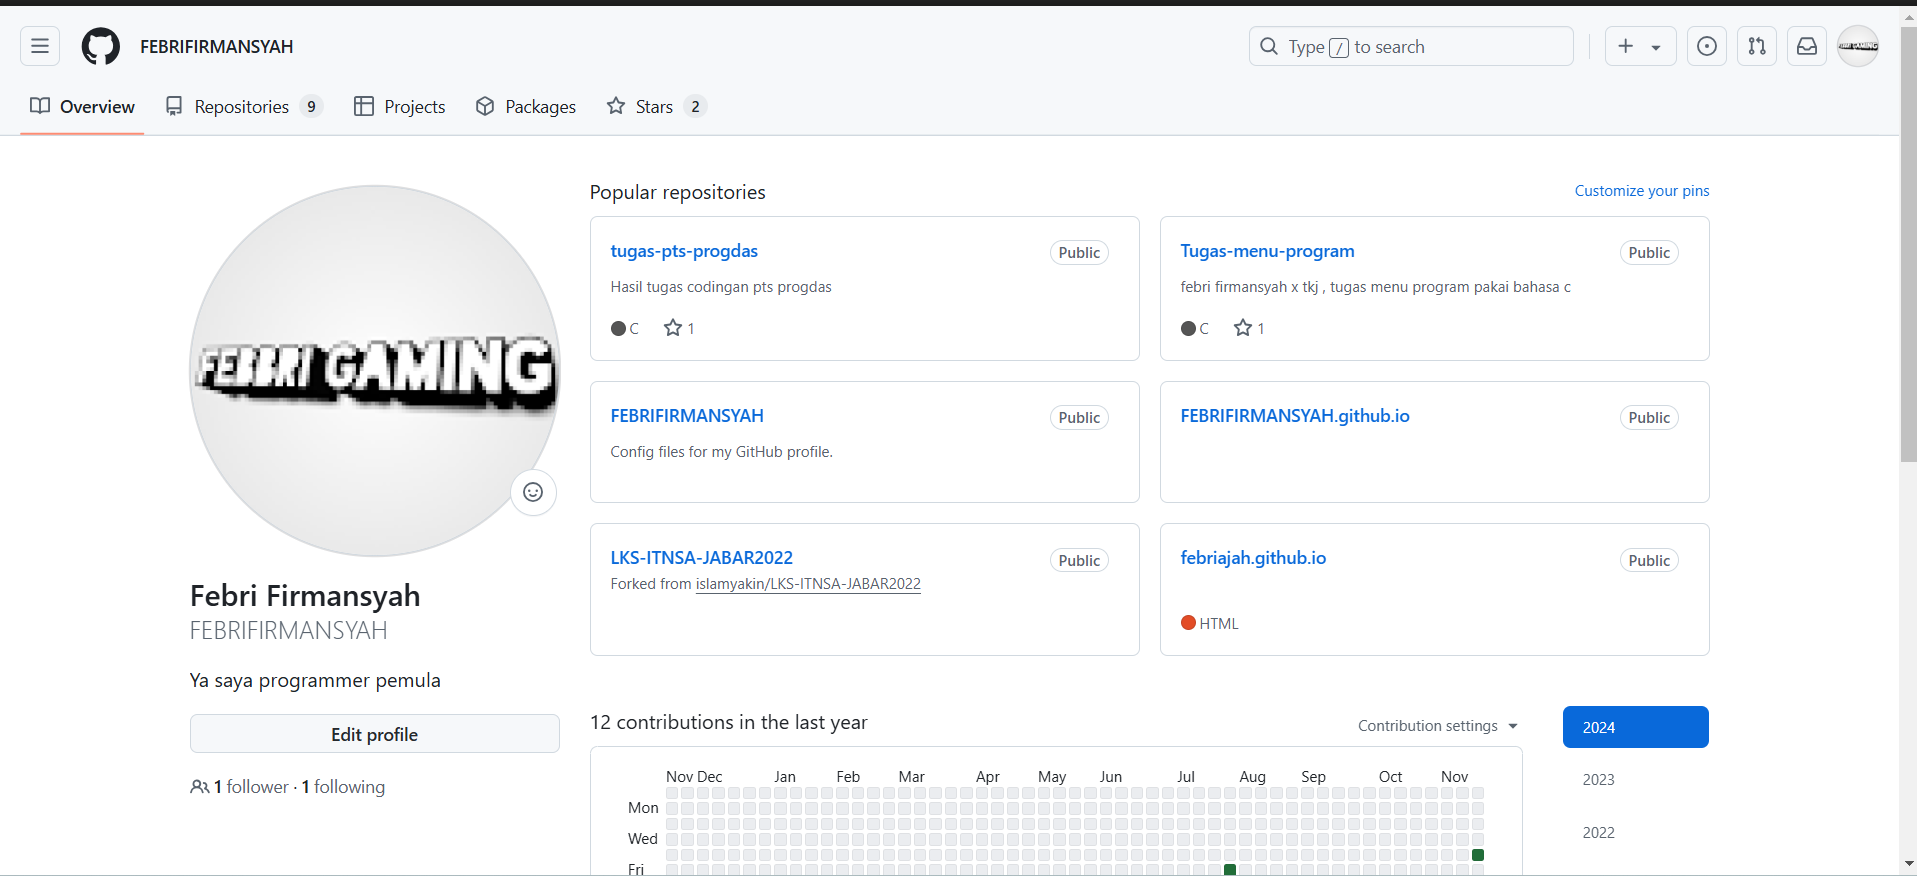 FEBRIFIRMANSYAH
Type / to search
Overview Repositories 9 Projects Packages Stars 2
FEBRI GAMING
Febri Firmansyah
FEBRIFIRMANSYAH
Ya saya programmer pemula
Edit profile
1 follower · 1 following
Popular repositories
Customize your pins
tugas-pts-progdas Public
Hasil tugas codingan pts progdas
C 1
Tugas-menu-program Public
febri firmansyah x tkj , tugas menu program pakai bahasa c
C 1
FEBRIFIRMANSYAH Public
Config files for my GitHub profile.
FEBRIFIRMANSYAH.github.io Public
LKS-ITNSA-JABAR2022 Public
Forked from islamyakin/LKS-ITNSA-JABAR2022
febriajah.github.io Public
HTML
12 contributions in the last year
Contribution settings
Nov Dec Jan Feb Mar Apr May Jun Jul Aug Sep Oct Nov
Mon
Wed
Fri
2024
2023
2022